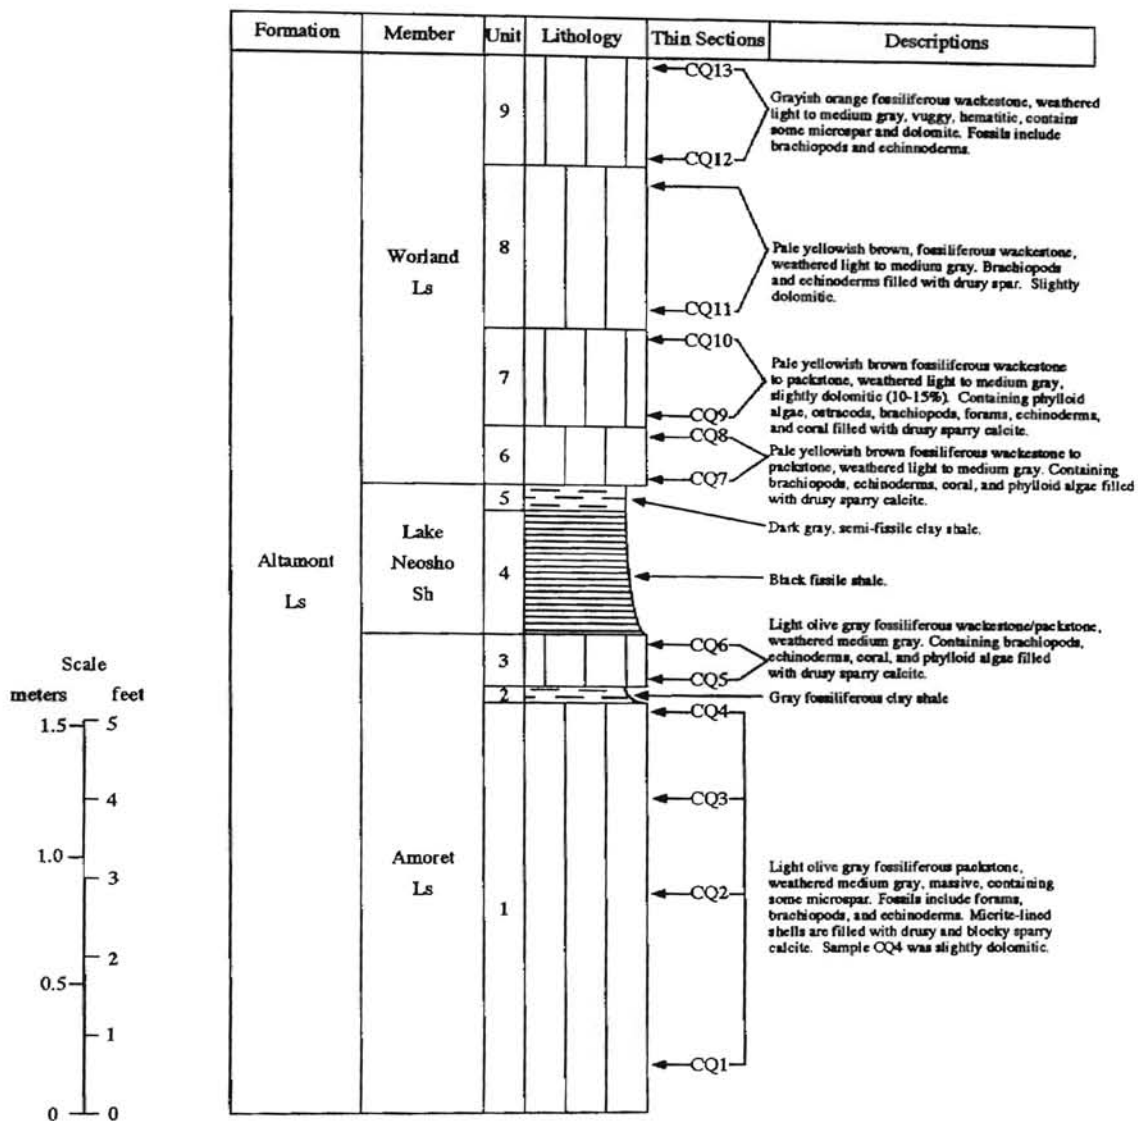 Formation Member Unit Lithology Thin Sections Descriptions
CQ13
9
Grayish orange fossiliferous wackestone, weathered
light to medium gray, vuggy, hematitic, contains
some microspar and dolomite. Fossils include
brachiopods and echinnoderms.
CQ12
Worland
Ls
8
Pale yellowish brown, fossiliferous wackestone,
weathered light to medium gray. Brachiopods
and echinoderms filled with drusy spar. Slightly
dolomitic.
CQ11
CQ10
7
Pale yellowish brown fossiliferous wackestone
to packstone, weathered light to medium gray,
slightly dolomitic (10-15%). Containing phylloid
algae, ostracods, brachiopods, forams, echinoderms,
and coral filled with drusy sparry calcite.
CQ9
CQ8
6
Pale yellowish brown fossiliferous wackestone to
packstone, weathered light to medium gray. Containing
brachiopods, echinoderms, coral, and phylloid algae filled
with drusy sparry calcite.
CQ7
5
Dark gray, semi-fissile clay shale.
Altamont
Ls
Lake
Neosho
Sh
4
Black fissile shale.
3
CQ6
Light olive gray fossiliferous wackestone/packstone,
weathered medium gray. Containing brachiopods,
echinoderms, coral, and phylloid algae filled
with drusy sparry calcite.
CQ5
2
Gray fossiliferous clay shale
CQ4
CQ3
Amoret
Ls
1
CQ2
Light olive gray fossiliferous packstone,
weathered medium gray, massive, containing
some microspar. Fossils include forams,
brachiopods, and echinoderms. Micrite-lined
shells are filled with drusy and blocky sparry
calcite. Sample CQ4 was slightly dolomitic.
CQ1
Scale
meters feet
1.5 5
4
1.0
3
2
0.5
1
0 0